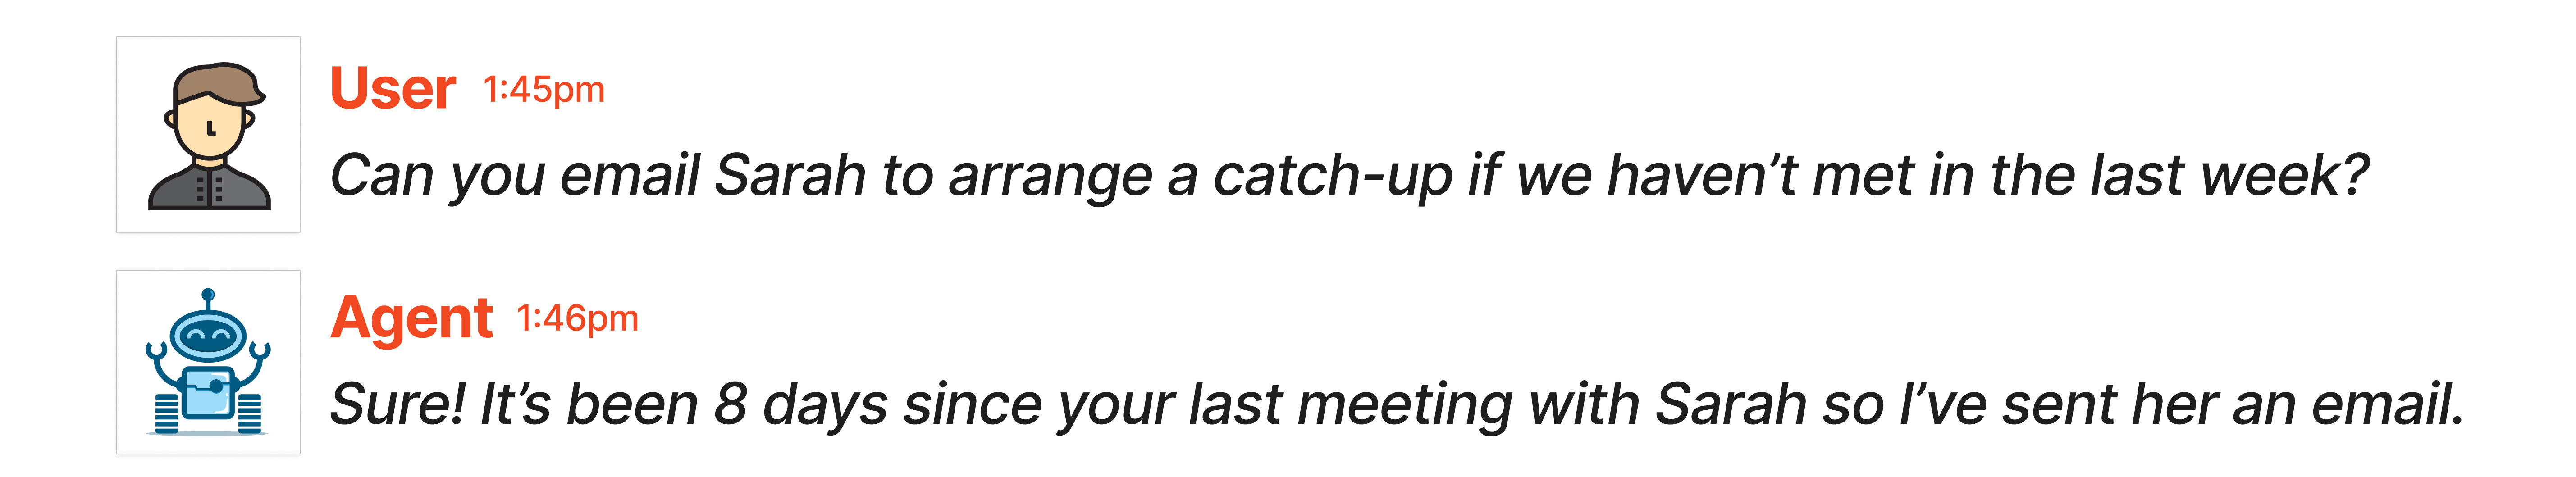 User 1:45pm
Can you email Sarah to arrange a catch-up if we haven’t met in the last week?
Agent 1:46pm
Sure! It’s been 8 days since your last meeting with Sarah so I’ve sent her an email.